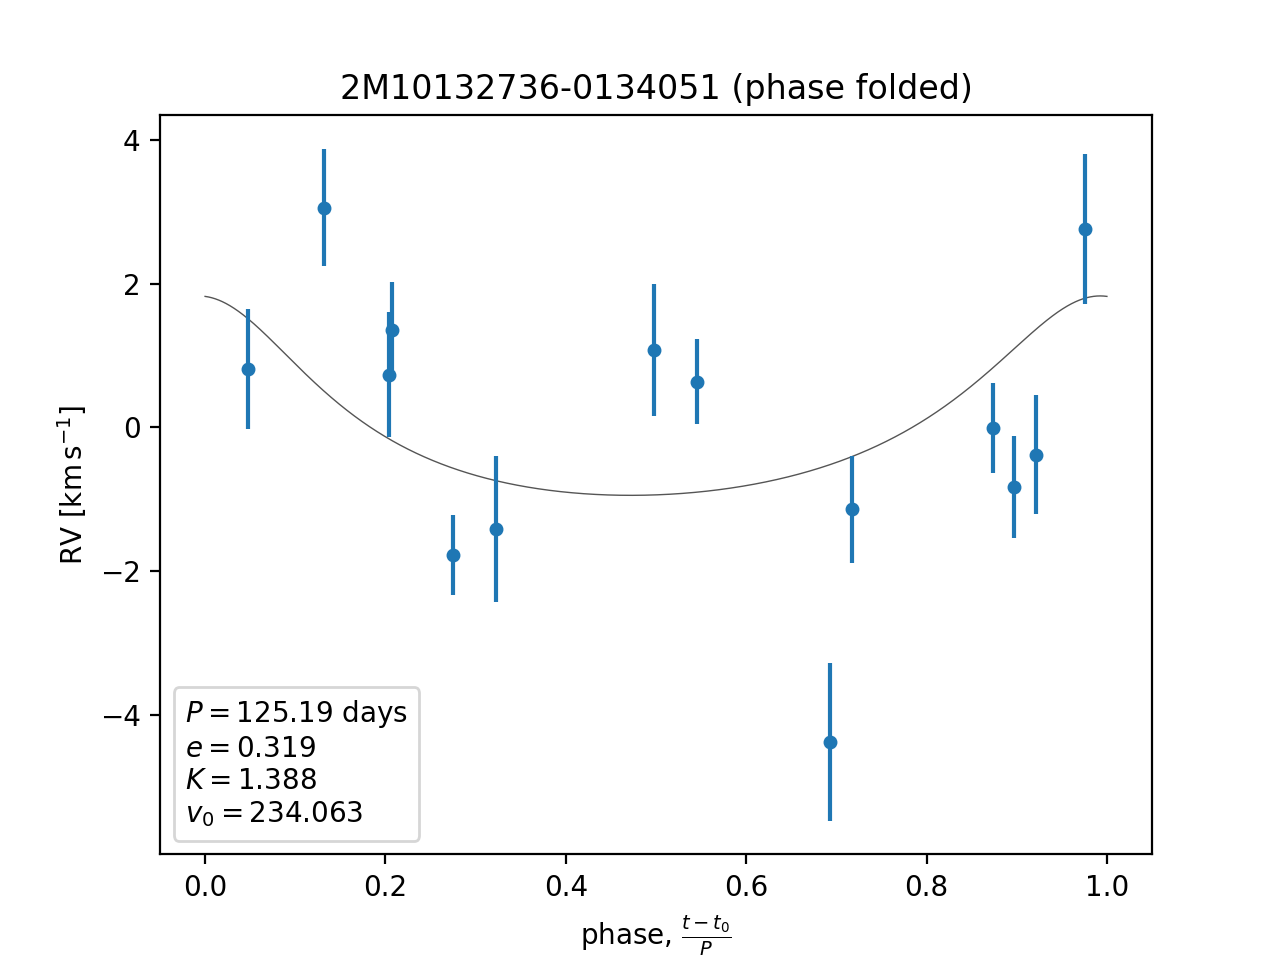 2M10132736-0134051 (phase folded)
4
2
0
−2
−4
RV [km s⁻¹]
P = 125.19 days
e = 0.319
K = 1.388
v₀ = 234.063
0.0 0.2 0.4 0.6 0.8 1.0
phase, (t − t₀)/P